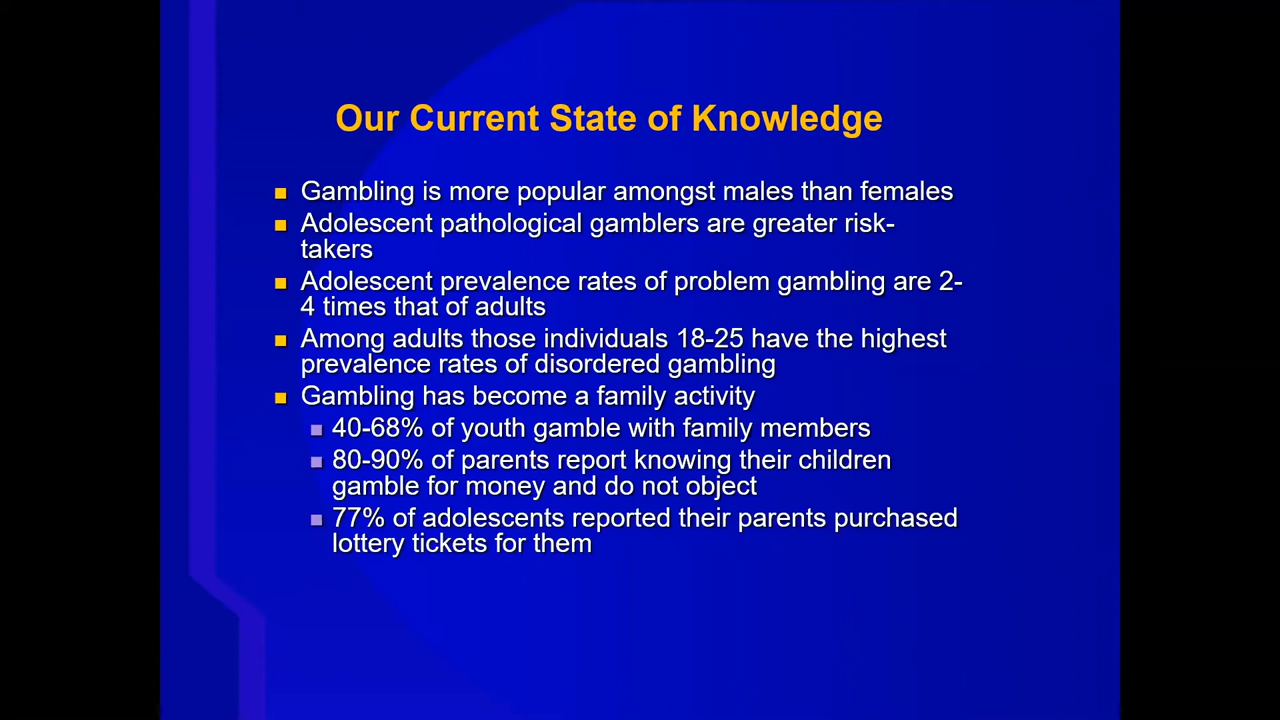 Our Current State of Knowledge
Gambling is more popular amongst males than females
Adolescent pathological gamblers are greater risk-
takers
Adolescent prevalence rates of problem gambling are 2-
4 times that of adults
Among adults those individuals 18-25 have the highest
prevalence rates of disordered gambling
Gambling has become a family activity
40-68% of youth gamble with family members
80-90% of parents report knowing their children
gamble for money and do not object
77% of adolescents reported their parents purchased
lottery tickets for them